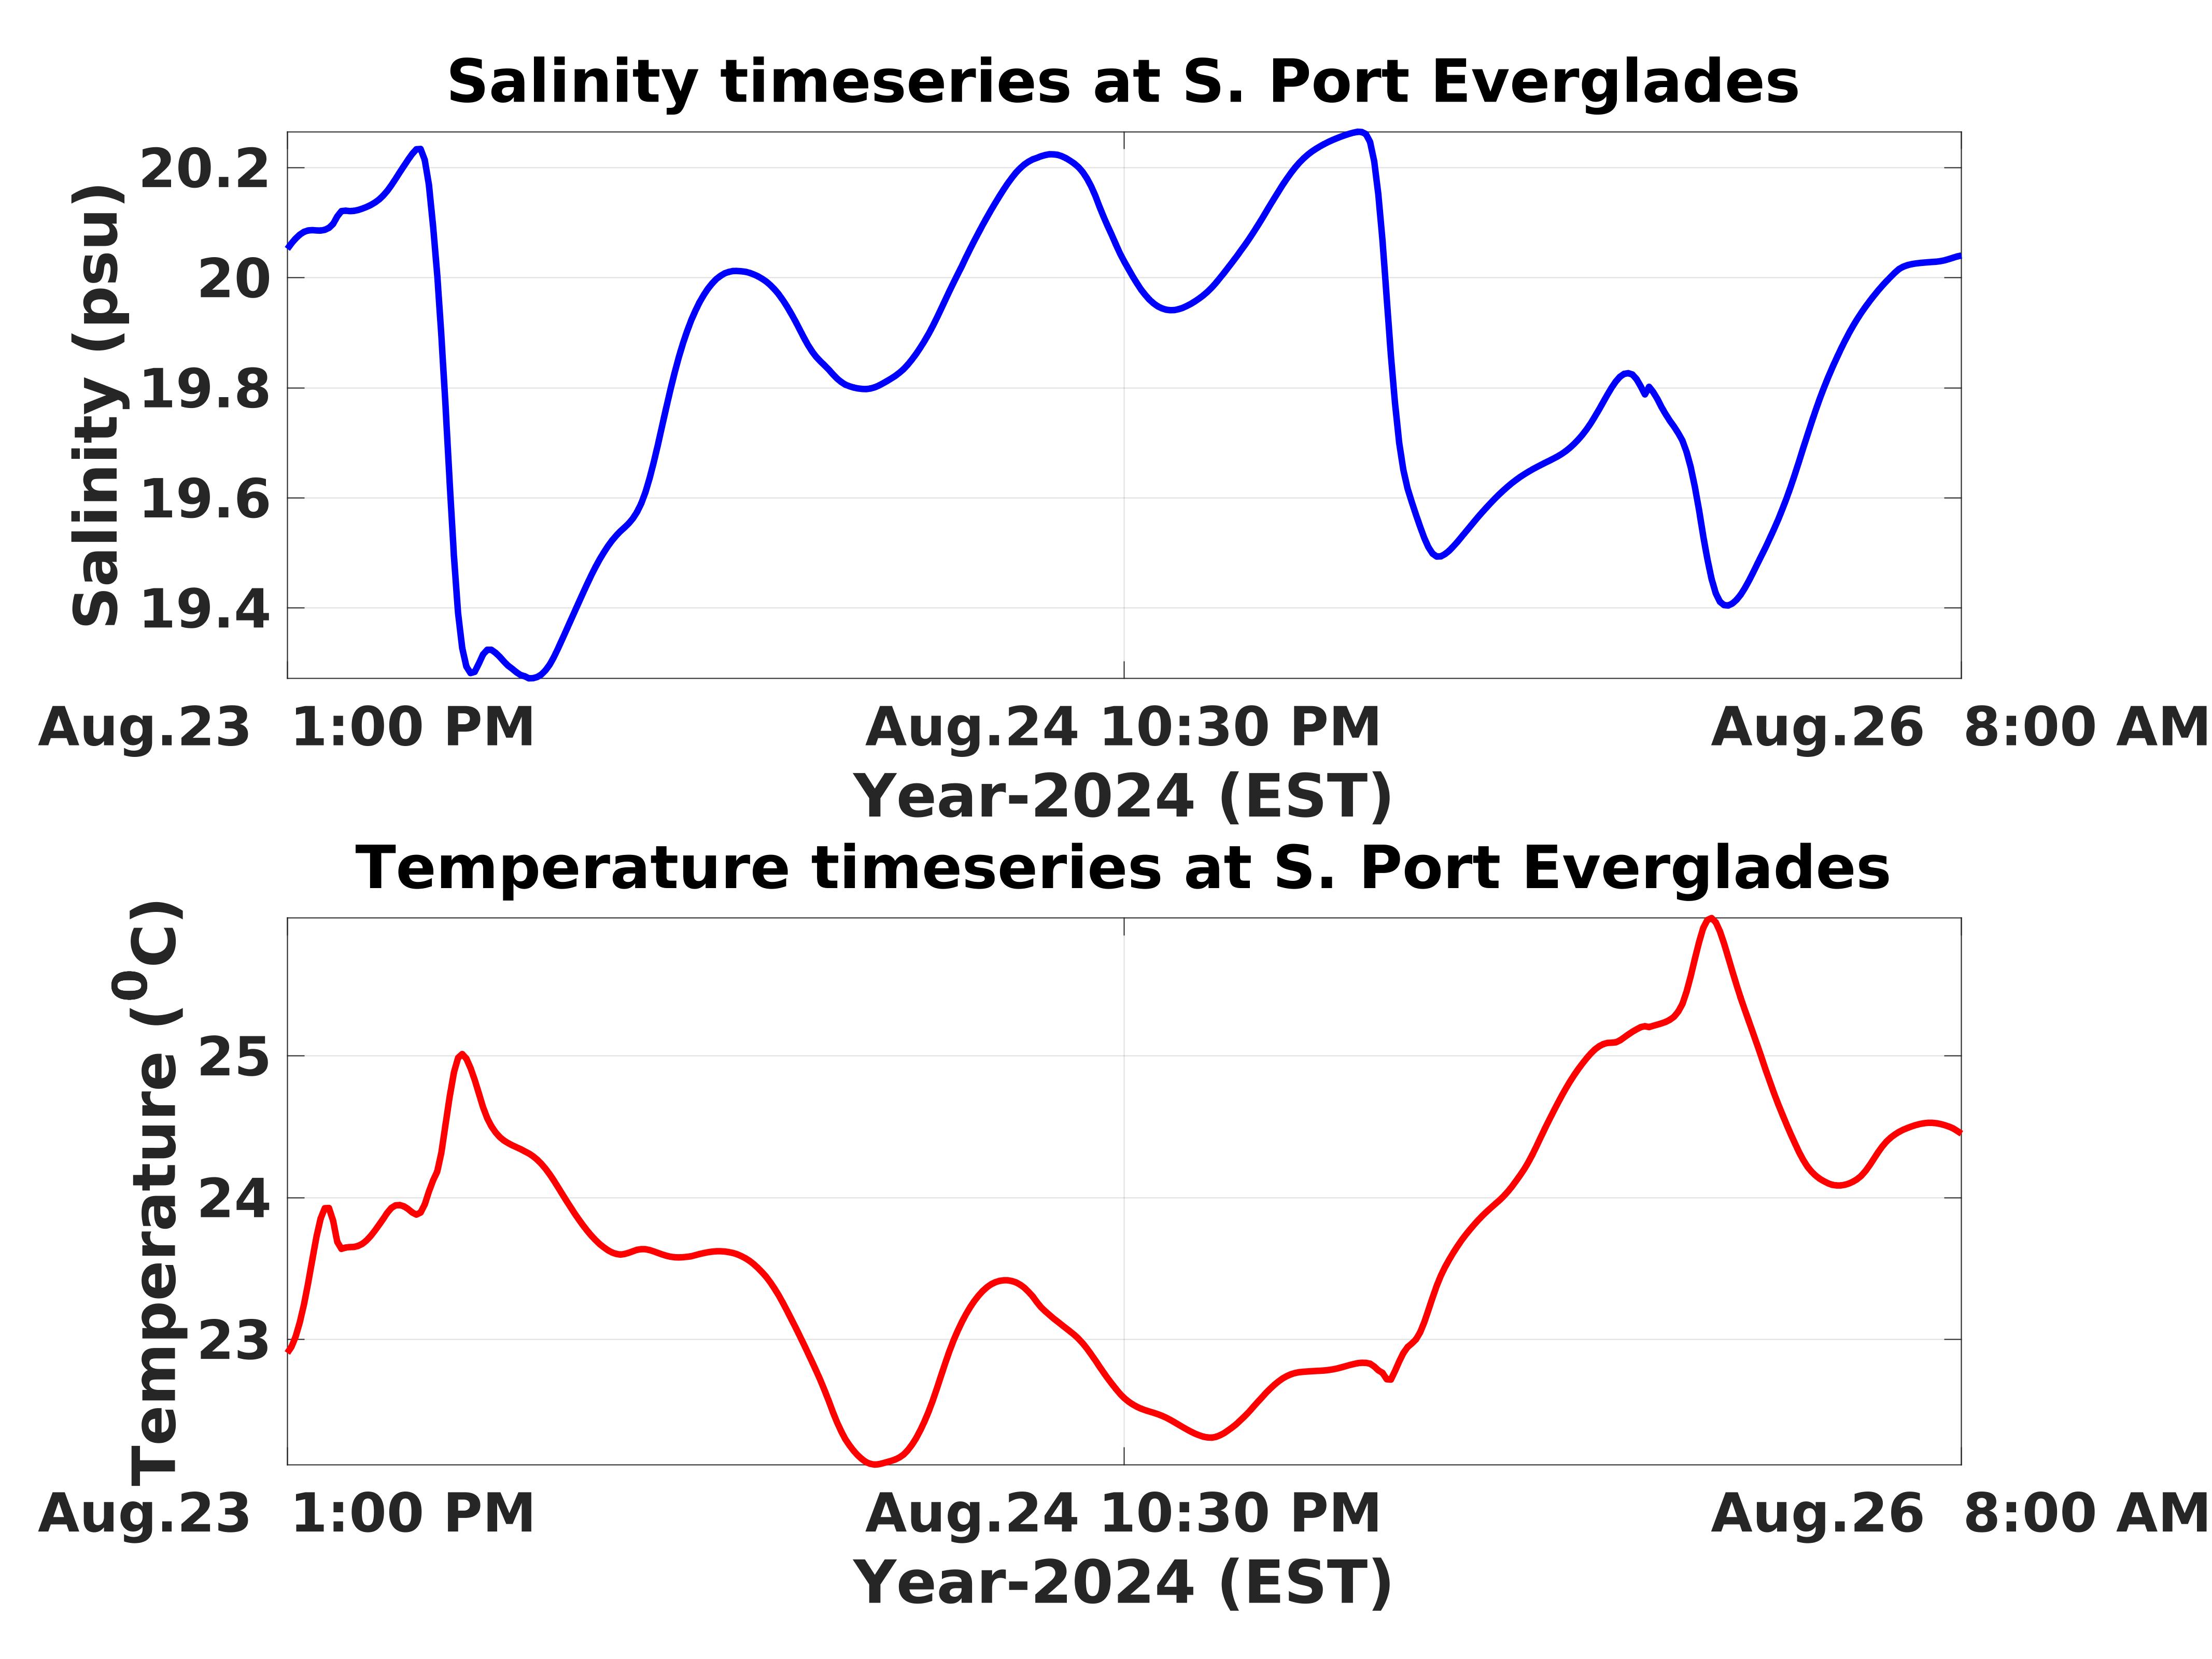 Salinity timeseries at S. Port Everglades
Salinity (psu)
20.2
20
19.8
19.6
19.4
Aug.23 1:00 PM Aug.24 10:30 PM Aug.26 8:00 AM
Year-2024 (EST)
Temperature timeseries at S. Port Everglades
Temperature (⁰C)
25
24
23
Aug.23 1:00 PM Aug.24 10:30 PM Aug.26 8:00 AM
Year-2024 (EST)